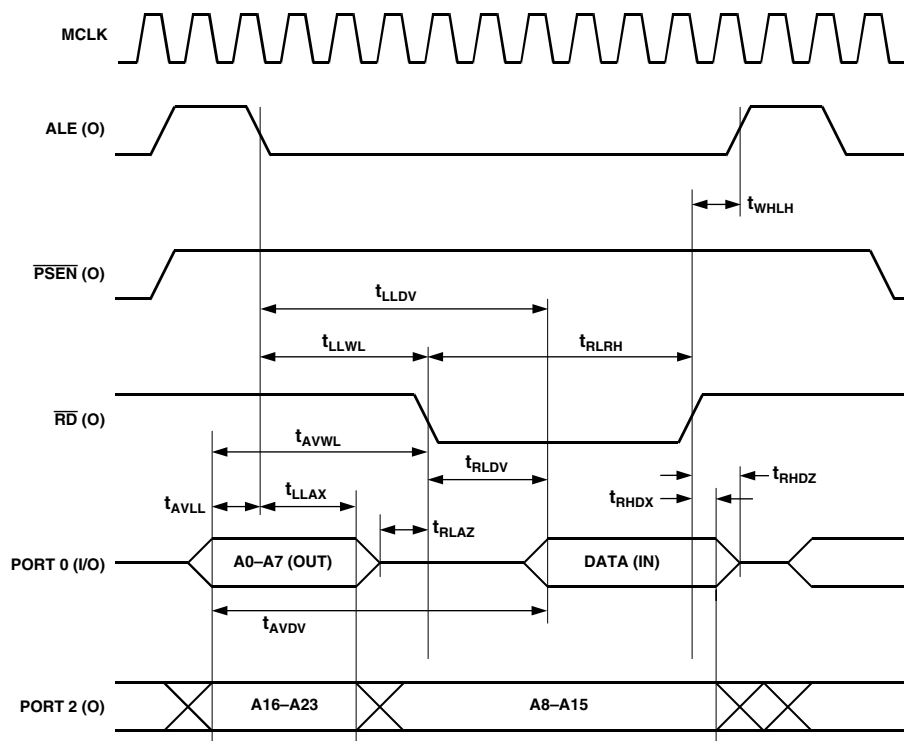 MCLK
ALE (O)
tWHLH
PSEN (O)
tLLDV
tLLWL
tRLRH
RD (O)
tAVWL
tRLDV
tRHDZ
tAVLL
tLLAX
tRHDX
tRLAZ
PORT 0 (I/O)
A0–A7 (OUT)
DATA (IN)
tAVDV
PORT 2 (O)
A16–A23
A8–A15